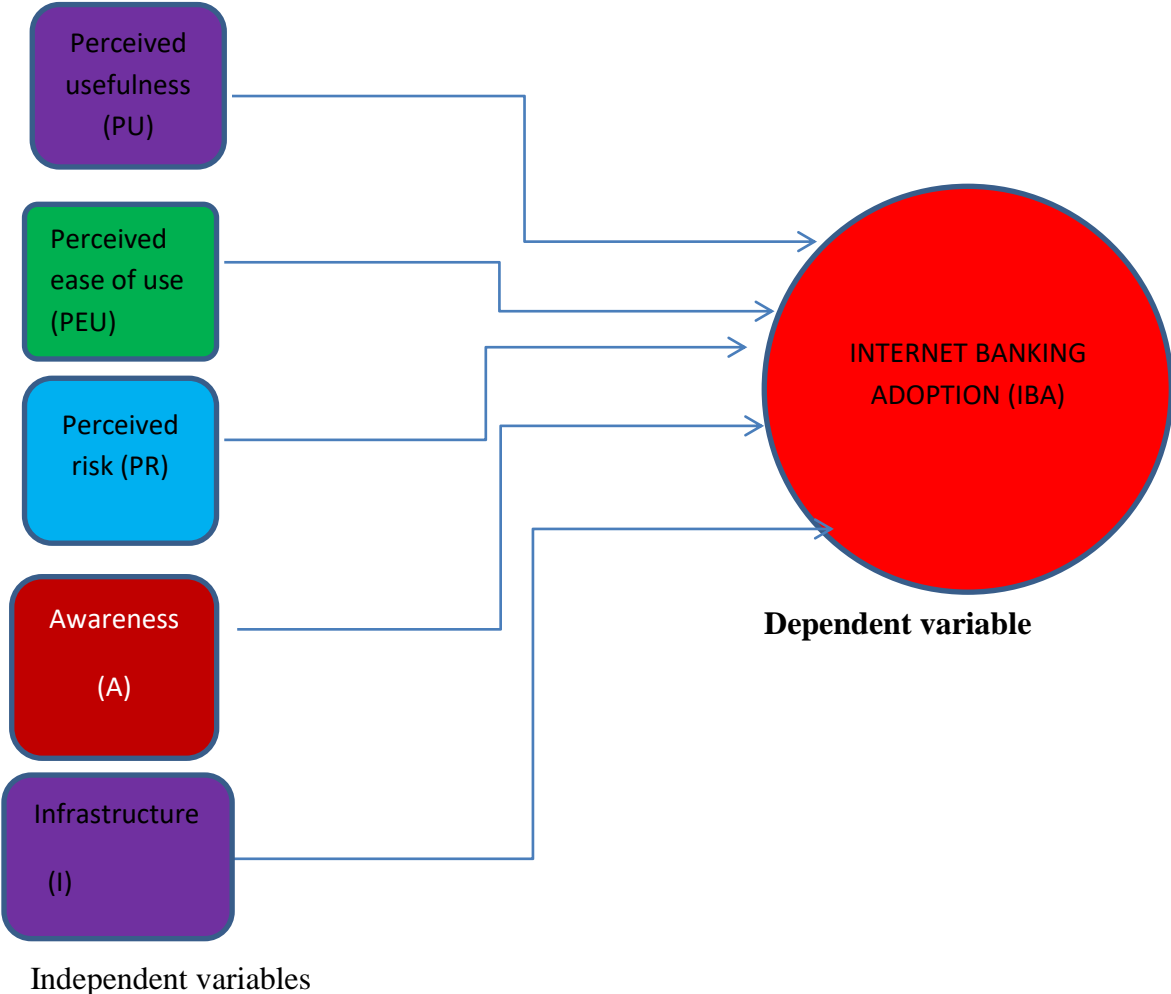 Perceived
usefulness
(PU)
Perceived
ease of use
(PEU)
Perceived
risk (PR)
Awareness
(A)
Infrastructure
(I)
INTERNET BANKING
ADOPTION (IBA)
Dependent variable
Independent variables